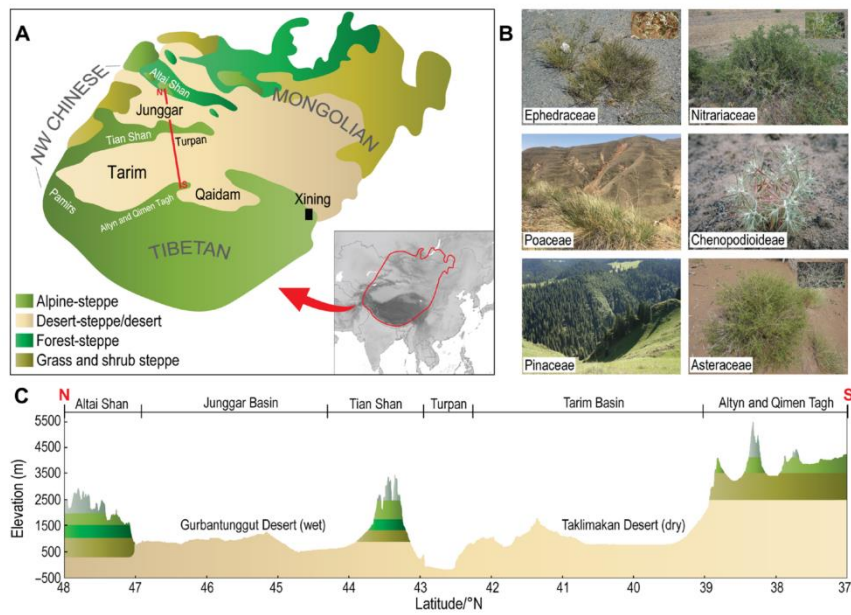 A
NW CHINESE
Altai Shan
N
Junggar
MONGOLIAN
Tian Shan
Turpan
Tarim
S
Qaidam
Xining
Pamirs
Altyn and Qimen Tagh
TIBETAN
Alpine-steppe
Desert-steppe/desert
Forest-steppe
Grass and shrub steppe
B
Ephedraceae
Nitrariaceae
Poaceae
Chenopodioideae
Pinaceae
Asteraceae
C
N
S
Altai Shan
Junggar Basin
Tian Shan
Turpan
Tarim Basin
Altyn and Qimen Tagh
Elevation (m)
5500
4500
3500
2500
1500
500
−500
Gurbantunggut Desert (wet)
Taklimakan Desert (dry)
48 47 46 45 44 43 42 41 40 39 38 37
Latitude/°N